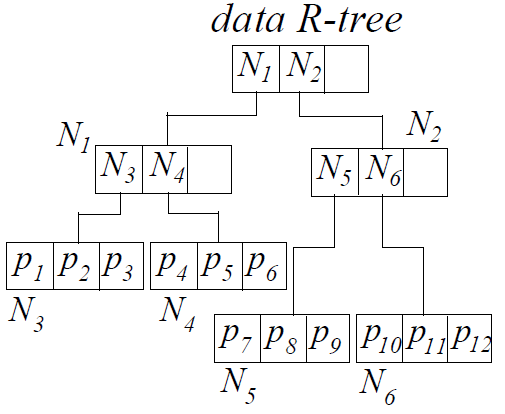 data R-tree
N1 N2
N1
N2
N3 N4
N5 N6
p1 p2 p3
p4 p5 p6
N3
N4
p7 p8 p9
p10 p11 p12
N5
N6